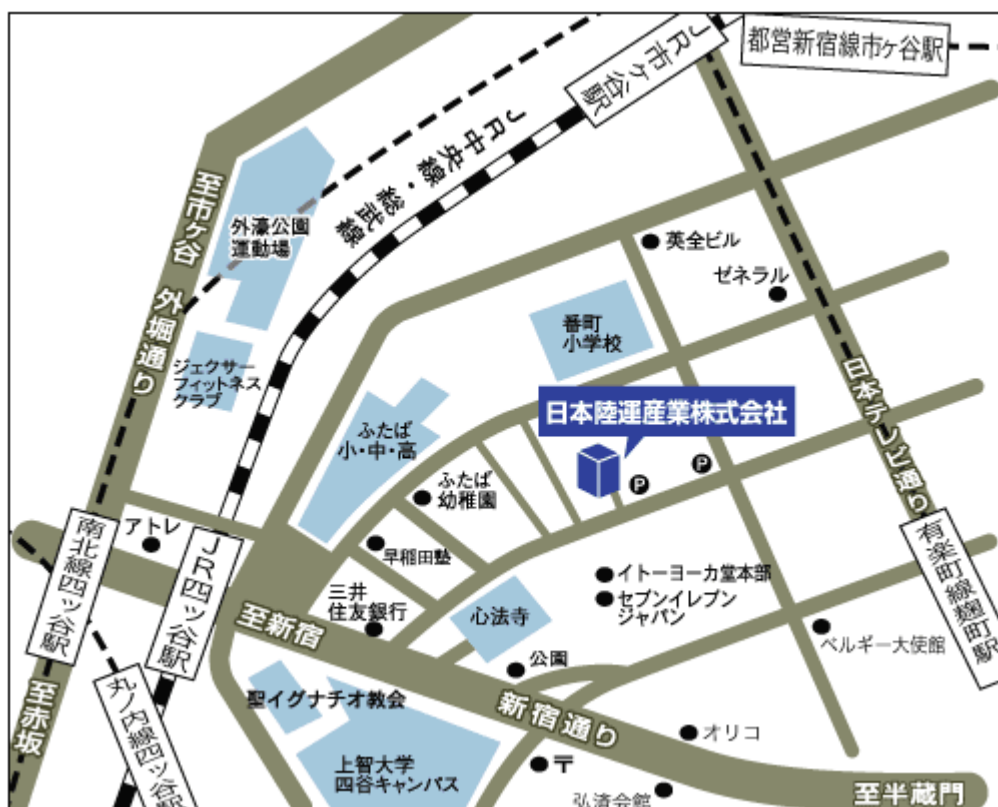 都営新宿線市ヶ谷駅
JR市ヶ谷駅
JR中央線・総武線
至市ヶ谷
外堀通り
外濠公園
運動場
英全ビル
ゼネラル
番町
小学校
ジェクサー
フィットネス
クラブ
日本テレビ通り
日本陸運産業株式会社
ふたば
小・中・高
ふたば
幼稚園
P
P
アトレ
早稲田塾
南北線四ッ谷駅
JR四ッ谷駅
有楽町線麹町駅
三井
住友銀行
心法寺
イトーヨーカ堂本部
セブンイレブン
ジャパン
ベルギー大使館
至新宿
公園
新宿通り
聖イグナチオ教会
至赤坂
丸ノ内線四ッ谷駅
オリコ
上智大学
四谷キャンパス
〒
弘済会館
至半蔵門